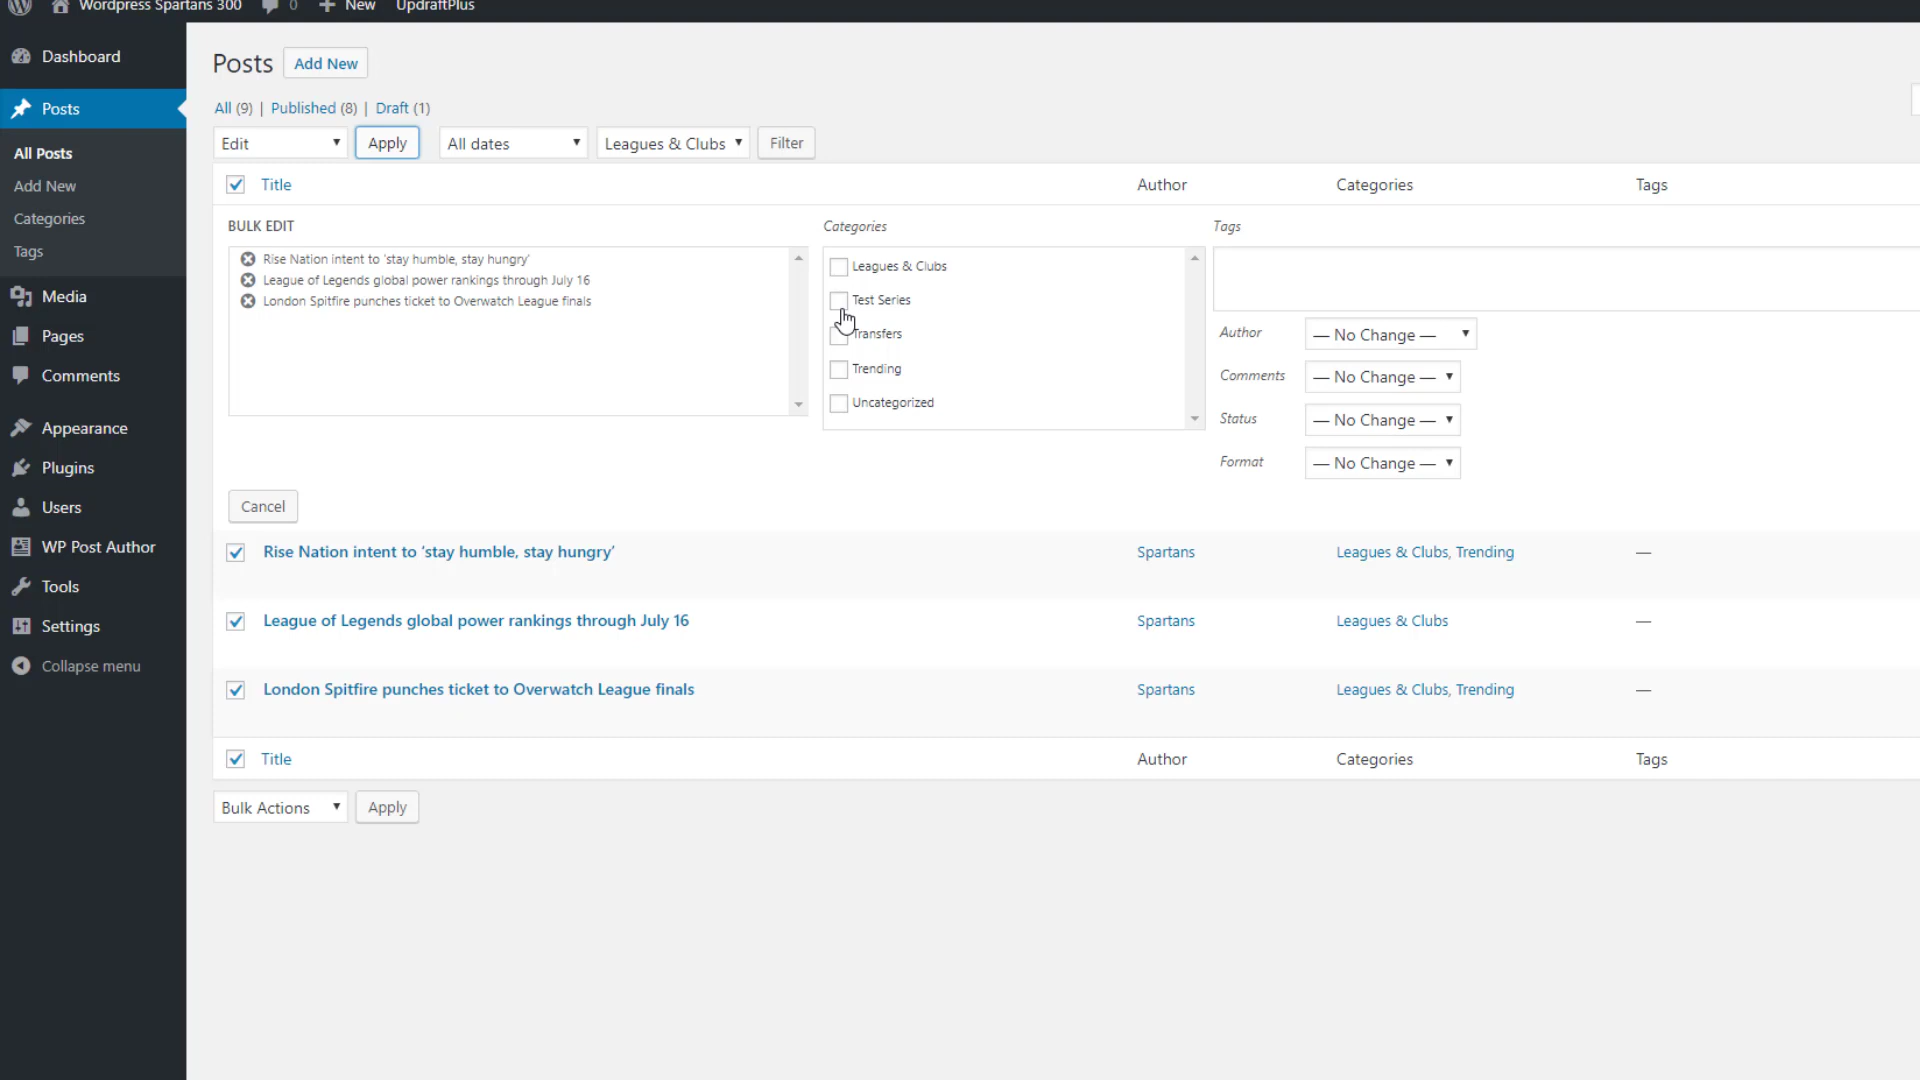 Wordpress Spartans 300 0 New UpdraftPlus
Dashboard
Posts
All Posts
Add New
Categories
Tags
Media
Pages
Comments
Appearance
Plugins
Users
WP Post Author
Tools
Settings
Collapse menu
Posts Add New
All (9) | Published (8) | Draft (1)
Edit Apply All dates Leagues & Clubs Filter
Title Author Categories Tags
BULK EDIT Categories Tags
Rise Nation intent to ‘stay humble, stay hungry’
League of Legends global power rankings through July 16
London Spitfire punches ticket to Overwatch League finals
Leagues & Clubs
Test Series
Transfers
Trending
Uncategorized
Author — No Change —
Comments — No Change —
Status — No Change —
Format — No Change —
Cancel
Rise Nation intent to ‘stay humble, stay hungry’ Spartans Leagues & Clubs, Trending —
League of Legends global power rankings through July 16 Spartans Leagues & Clubs —
London Spitfire punches ticket to Overwatch League finals Spartans Leagues & Clubs, Trending —
Title Author Categories Tags
Bulk Actions Apply